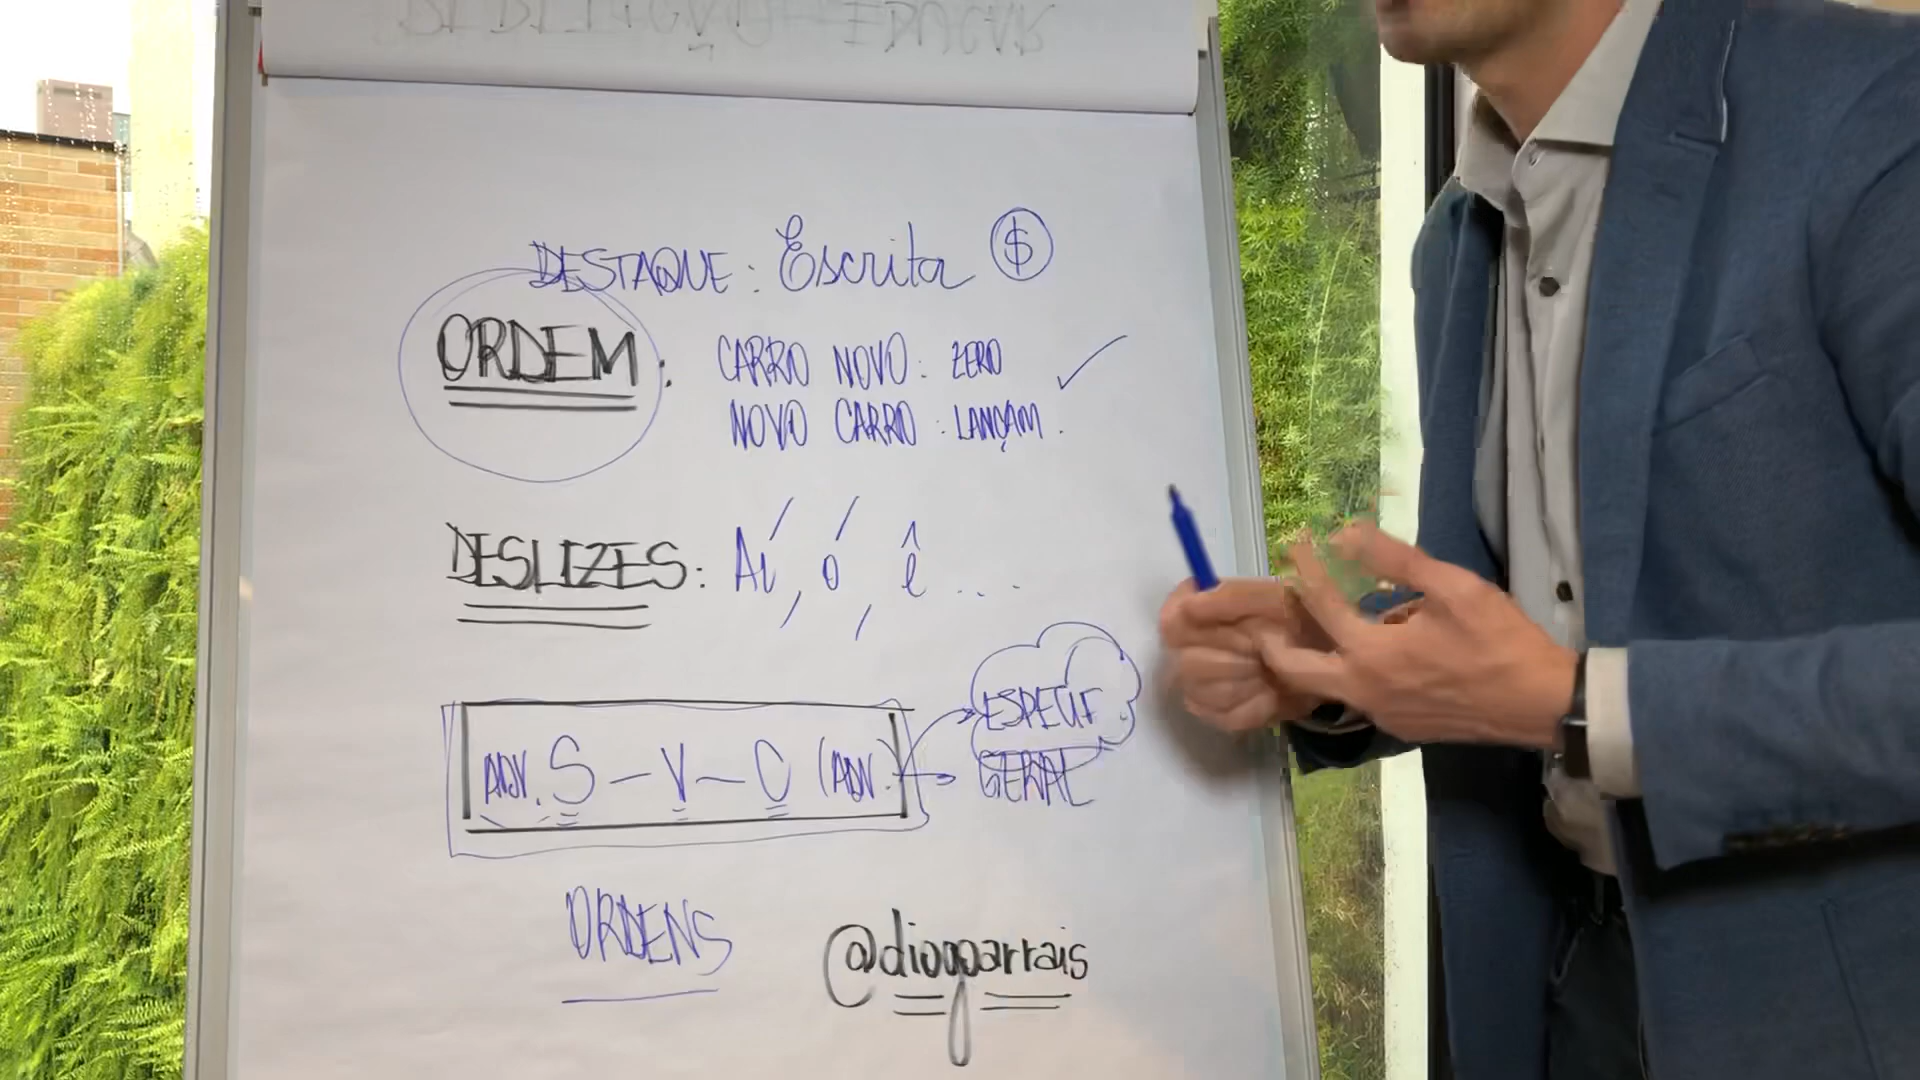 DESTAQUE: Escrita $
ORDEM: CARRO NOVO: ZERO ✓
NOVO CARRO: LANÇAM.
DESLIZES: Aí, ó, ê...
ADV. S – V – C (ADV.) → ESPECIF.
→ GERAL
ORDENS
@diogoarrais